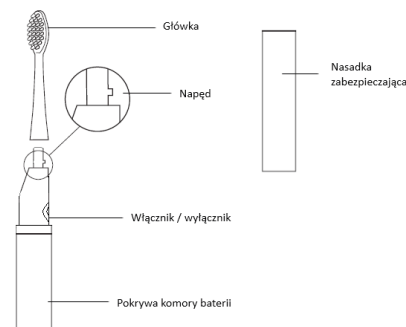 Główka
Napęd
Nasadka
zabezpieczająca
Włącznik / wyłącznik
Pokrywa komory baterii